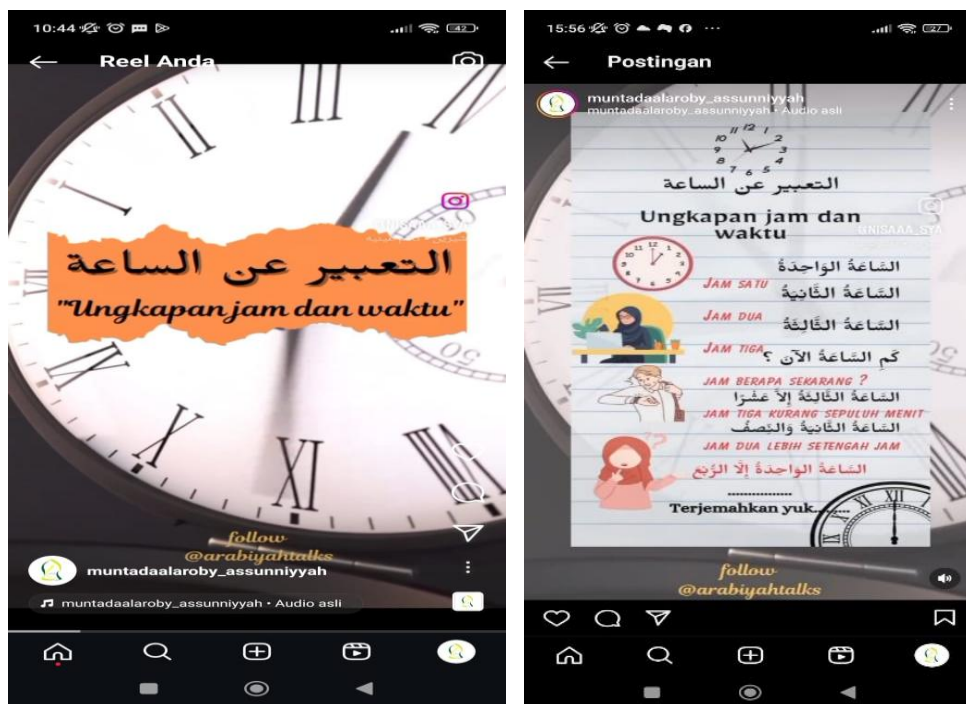 10:44
42
Reel Anda
التعبير عن الساعة
"Ungkapan jam dan waktu"
follow
@arabiyahtalks
muntadaalaroby_assunniyyah
muntadaalaroby_assunniyyah • Audio asli
15:56
27
Postingan
muntadaalaroby_assunniyyah
muntadaalaroby_assunniyyah • Audio asli
التعبير عن الساعة
Ungkapan jam dan
waktu
@NISAAA_SYA
السَّاعَةُ الوَاحِدَةُ
JAM SATU
السَّاعَةُ الثَّانِيَةُ
JAM DUA
السَّاعَةُ الثَّالِثَةُ
JAM TIGA
كَمِ السَّاعَةُ الآنَ ؟
JAM BERAPA SEKARANG ?
السَّاعَةُ الثَّالِثَةُ إِلاَّ عَشْرًا
JAM TIGA KURANG SEPULUH MENIT
السَّاعَةُ الثَّانِيَةُ وَالنِّصْفُ
JAM DUA LEBIH SETENGAH JAM
السَّاعَةُ الوَاحِدَةُ إِلَّا الرُّبْعَ
................
Terjemahkan yuk........
follow
@arabiyahtalks